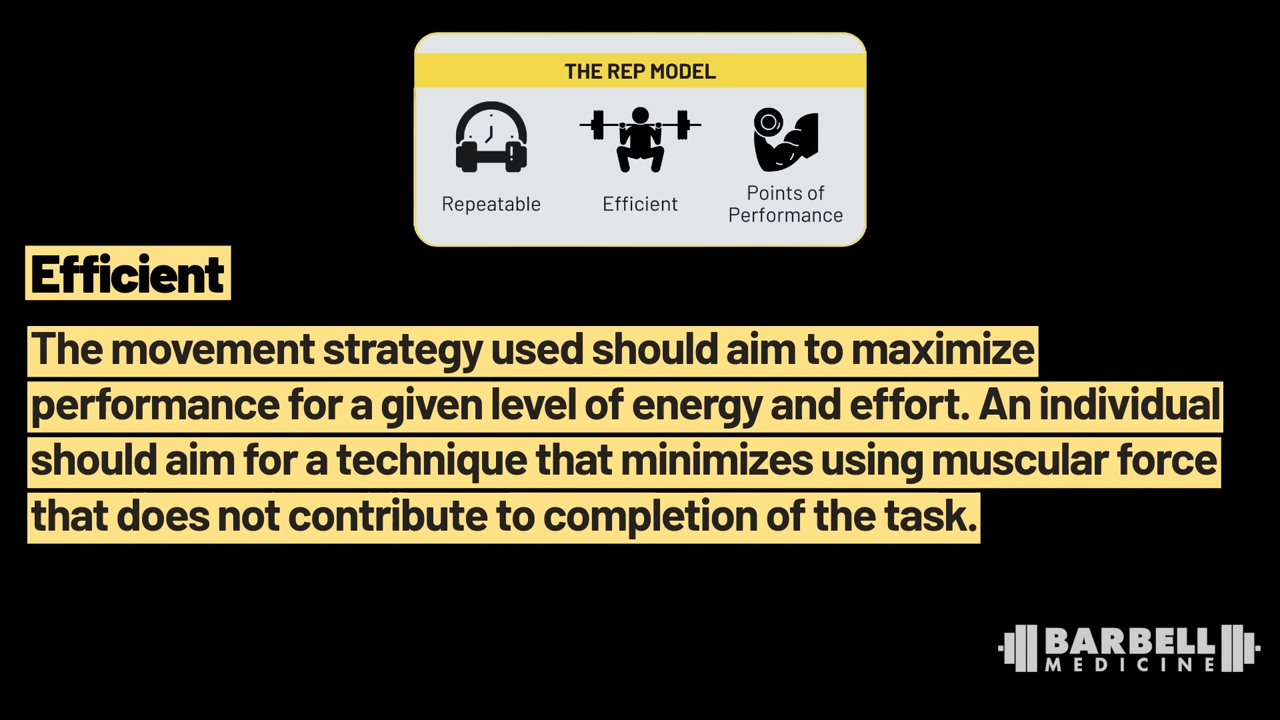 THE REP MODEL
Repeatable
Efficient
Points of
Performance
Efficient
The movement strategy used should aim to maximize
performance for a given level of energy and effort. An individual
should aim for a technique that minimizes using muscular force
that does not contribute to completion of the task.
BARBELL
MEDICINE